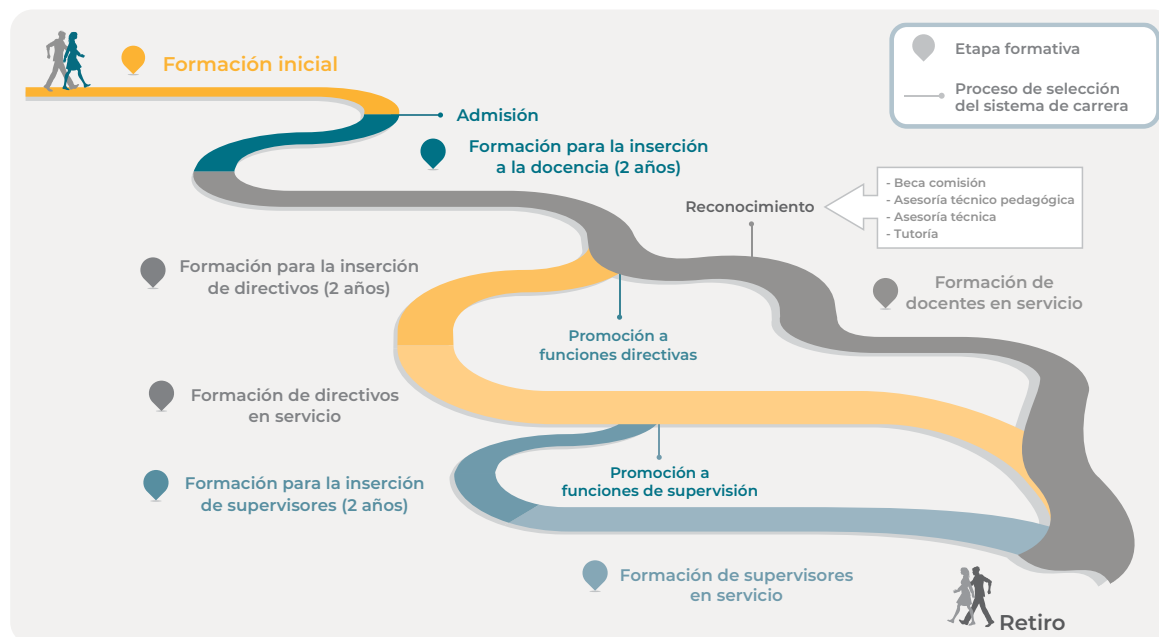 Formación inicial
Etapa formativa
Proceso de selección
del sistema de carrera
Admisión
Formación para la inserción
a la docencia (2 años)
Reconocimiento
- Beca comisión
- Asesoría técnico pedagógica
- Asesoría técnica
- Tutoría
Formación para la inserción
de directivos (2 años)
Formación de
docentes en servicio
Promoción a
funciones directivas
Formación de directivos
en servicio
Promoción a
funciones de supervisión
Formación para la inserción
de supervisores (2 años)
Formación de supervisores
en servicio
Retiro